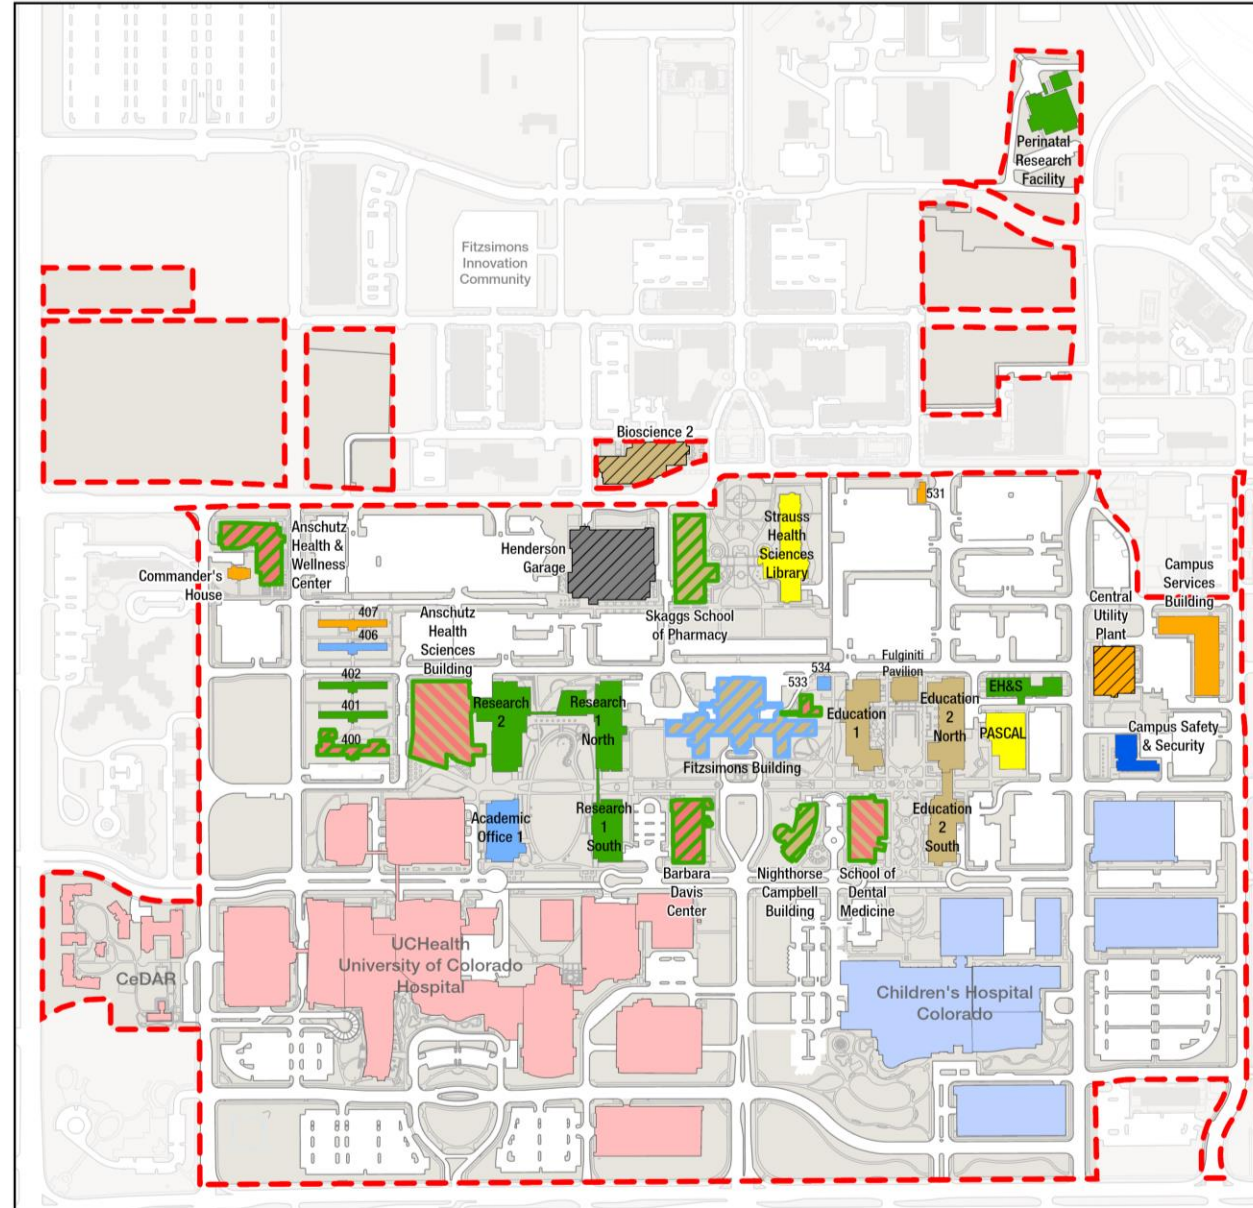 Perinatal
Research
Facility
Fitzsimons
Innovation
Community
Bioscience 2
531
Anschutz
Health &
Wellness
Center
Commander's
House
Henderson
Garage
Strauss
Health
Sciences
Library
Skaggs School
of Pharmacy
Campus
Services
Building
Central
Utility
Plant
407
406
402
401
400
Anschutz
Health
Sciences
Building
Research
2
Research
1
North
534
533
Fulginiti
Pavilion
Fitzsimons Building
Education
1
Education
2
North
EH&S
PASCAL
Campus Safety
& Security
Academic
Office 1
Research
1
South
Barbara
Davis
Center
Nighthorse
Campbell
Building
School of
Dental
Medicine
Education
2
South
CeDAR
UCHealth
University of Colorado
Hospital
Children's Hospital
Colorado